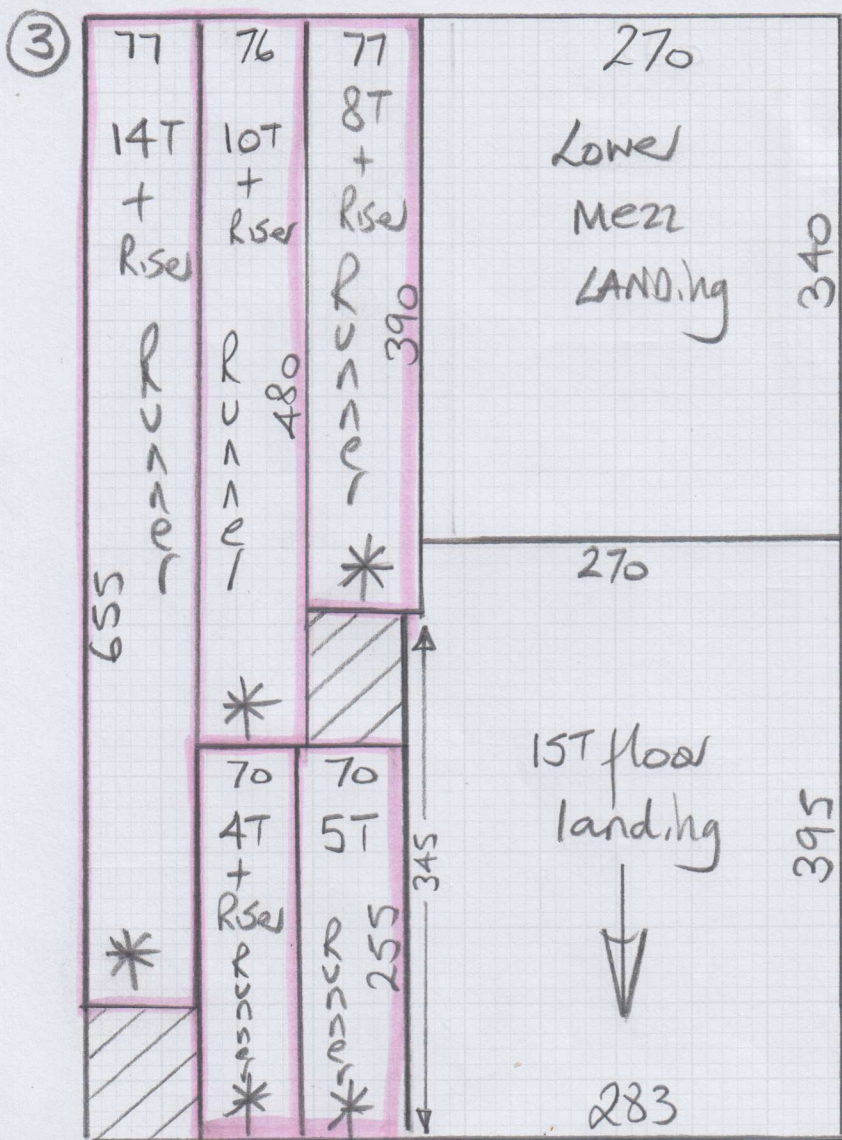 3
77
14T
+
Riser
Runner
655
76
10T
+
Riser
Runner
480
77
8T
+
Riser
Runner
390
270
Lower
Mezz
LANDing
340
70
4T
+
Riser
Runner
70
5T
Runner
255
345
270
1ST floor
landing
395
283